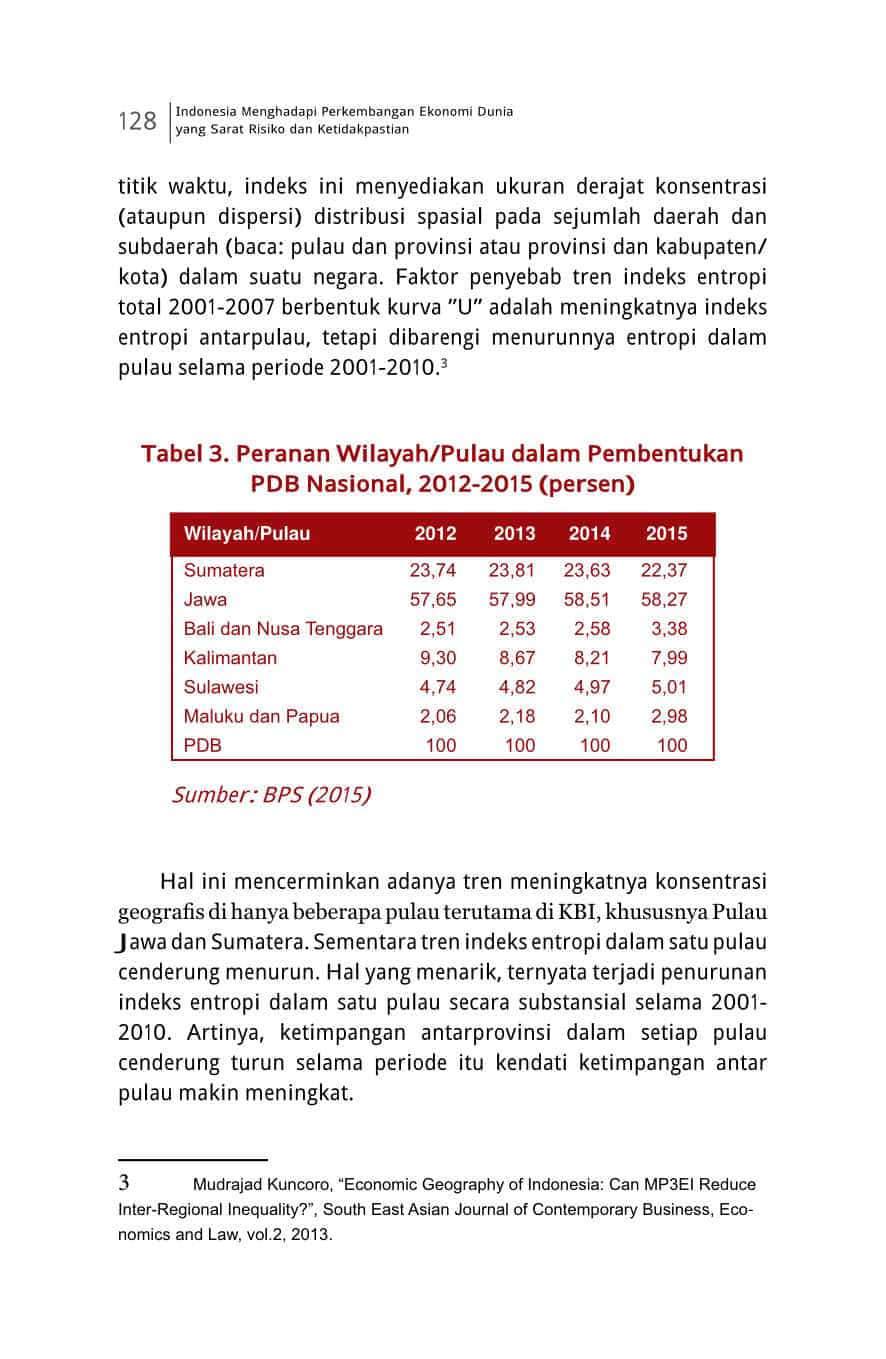 128
Indonesia Menghadapi Perkembangan Ekonomi Dunia
yang Sarat Risiko dan Ketidakpastian
titik waktu, indeks ini menyediakan ukuran derajat konsentrasi
(ataupun dispersi) distribusi spasial pada sejumlah daerah dan
subdaerah (baca: pulau dan provinsi atau provinsi dan kabupaten/
kota) dalam suatu negara. Faktor penyebab tren indeks entropi
total 2001-2007 berbentuk kurva ”U” adalah meningkatnya indeks
entropi antarpulau, tetapi dibarengi menurunnya entropi dalam
pulau selama periode 2001-2010.³
Tabel 3. Peranan Wilayah/Pulau dalam Pembentukan
PDB Nasional, 2012-2015 (persen)
Wilayah/Pulau 2012 2013 2014 2015
Sumatera 23,74 23,81 23,63 22,37
Jawa 57,65 57,99 58,51 58,27
Bali dan Nusa Tenggara 2,51 2,53 2,58 3,38
Kalimantan 9,30 8,67 8,21 7,99
Sulawesi 4,74 4,82 4,97 5,01
Maluku dan Papua 2,06 2,18 2,10 2,98
PDB 100 100 100 100
Sumber: BPS (2015)
Hal ini mencerminkan adanya tren meningkatnya konsentrasi
geografis di hanya beberapa pulau terutama di KBI, khususnya Pulau
Jawa dan Sumatera. Sementara tren indeks entropi dalam satu pulau
cenderung menurun. Hal yang menarik, ternyata terjadi penurunan
indeks entropi dalam satu pulau secara substansial selama 2001-
2010. Artinya, ketimpangan antarprovinsi dalam setiap pulau
cenderung turun selama periode itu kendati ketimpangan antar
pulau makin meningkat.
3 Mudrajad Kuncoro, “Economic Geography of Indonesia: Can MP3EI Reduce
Inter-Regional Inequality?”, South East Asian Journal of Contemporary Business, Eco-
nomics and Law, vol.2, 2013.